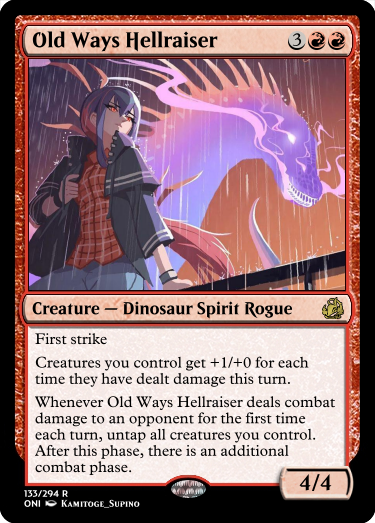 Old Ways Hellraiser 3
Creature — Dinosaur Spirit Rogue
First strike
Creatures you control get +1/+0 for each
time they have dealt damage this turn.
Whenever Old Ways Hellraiser deals combat
damage to an opponent for the first time
each turn, untap all creatures you control.
After this phase, there is an additional
combat phase.
4/4
133/294 R
ONI Kamitoge_Supino